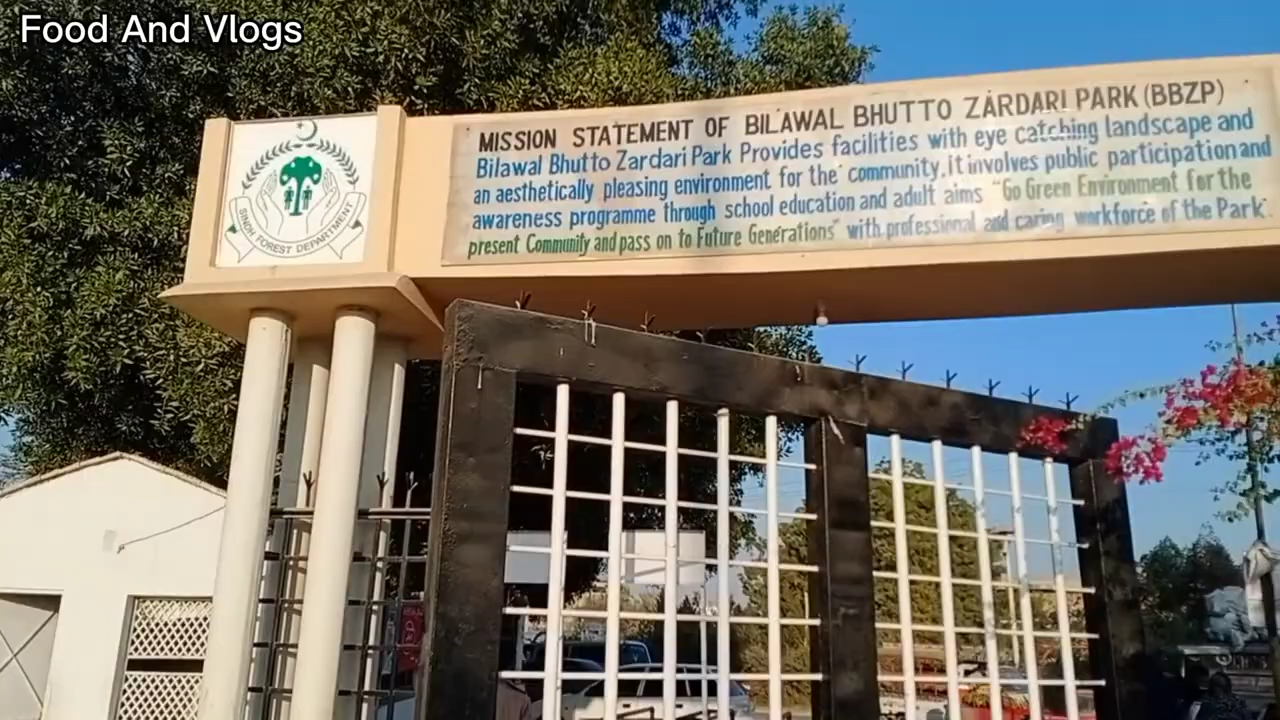 Food And Vlogs
SINDH FOREST DEPARTMENT
MISSION STATEMENT OF BILAWAL BHUTTO ZARDARI PARK (BBZP)
Bilawal Bhutto Zardari Park Provides facilities with eye catching landscape and
an aesthetically pleasing environment for the community, it involves public participation and
awareness programme through school education and adult aims "Go Green Environment for the
present Community and pass on to Future Generations" with professional and caring workforce of the Park